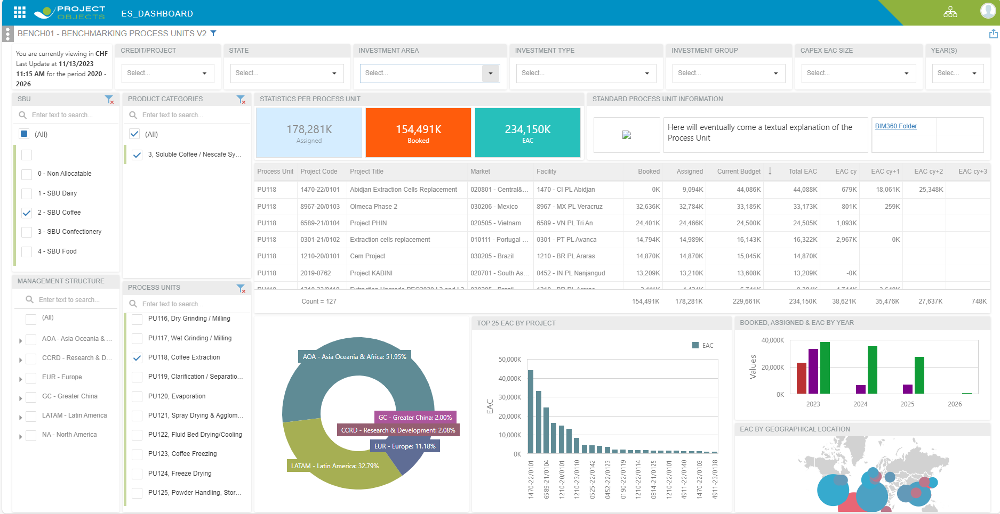 PROJECT
OBJECTS
ES_DASHBOARD
BENCH01 - BENCHMARKING PROCESS UNITS V2
You are currently viewing in CHF
Last Update at 11/13/2023
11:15 AM for the period 2020 -
2026
CREDIT/PROJECT
Select...
STATE
Select...
INVESTMENT AREA
Select...
INVESTMENT TYPE
Select...
INVESTMENT GROUP
Select...
CAPEX EAC SIZE
Select...
YEAR(S)
Selec...
SBU
Enter text to search...
(All)
0 - Non Allocatable
1 - SBU Dairy
2 - SBU Coffee
3 - SBU Confectionery
4 - SBU Food
MANAGEMENT STRUCTURE
Enter text to search...
(All)
AOA - Asia Oceania & ...
CCRD - Research & D...
EUR - Europe
GC - Greater China
LATAM - Latin America
NA - North America
PRODUCT CATEGORIES
Enter text to search...
(All)
3, Soluble Coffee / Nescafe Sy...
PROCESS UNITS
Enter text to search...
PU116, Dry Grinding / Milling
PU117, Wet Grinding / Milling
PU118, Coffee Extraction
PU119, Clarification / Separatio...
PU120, Evaporation
PU121, Spray Drying & Agglom...
PU122, Fluid Bed Drying/Cooling
PU123, Coffee Freezing
PU124, Freeze Drying
PU125, Powder Handling, Stor...
STATISTICS PER PROCESS UNIT
178,281K
Assigned
154,491K
Booked
234,150K
EAC
STANDARD PROCESS UNIT INFORMATION
Here will eventually come a textual explanation of the
Process Unit
BIM360 Folder
Process Unit Project Code Project Title Market Facility Booked Assigned Current Budget ↓ Total EAC EAC cy EAC cy+1 EAC cy+2 EAC cy+3
PU118 1470-22/0101 Abidjan Extraction Cells Replacement 020801 - Central&... 1470 - CI PL Abidjan 0K 9,094K 44,086K 44,088K 679K 18,061K 25,348K
PU118 8967-20/0103 Olmeca Phase 2 030206 - Mexico 8967 - MX PL Veracruz 32,636K 32,784K 33,185K 33,173K 801K 259K
PU118 6589-21/0104 Project PHIN 020505 - Vietnam 6589 - VN PL Tri An 24,401K 24,466K 24,500K 24,505K 1,093K
PU118 0301-21/0102 Extraction cells replacement 010111 - Portugal ... 0301 - PT PL Avanca 14,794K 14,989K 16,143K 16,322K 2,967K 0K
PU118 1210-20/0101 Cem Project 030205 - Brazil 1210 - BR PL Araras 14,870K 14,870K 15,045K 14,870K
PU118 2019-0762 Project KABINI 020701 - South As... 0452 - IN PL Nanjangud 13,209K 13,210K 13,608K 13,209K -0K
Count = 127 154,491K 178,281K 229,661K 234,150K 38,621K 35,476K 27,637K 748K
AOA - Asia Oceania & Africa: 51.95%
GC - Greater China: 2.00%
CCRD - Research & Development: 2.08%
EUR - Europe: 11.18%
LATAM - Latin America: 32.79%
TOP 25 EAC BY PROJECT
EAC
50,000K
40,000K
30,000K
20,000K
10,000K
0K
EAC
1470-22/0101
6589-21/0104
1210-20/0101
1210-23/0110
0525-22/0142
0452-22/0123
0190-22/0119
1210-22/0114
0814-21/0125
1210-22/0101
4911-22/0140
1470-22/0103
4911-23/0138
BOOKED, ASSIGNED & EAC BY YEAR
40,000K
20,000K
0K
Values
2023 2024 2025 2026
EAC BY GEOGRAPHICAL LOCATION